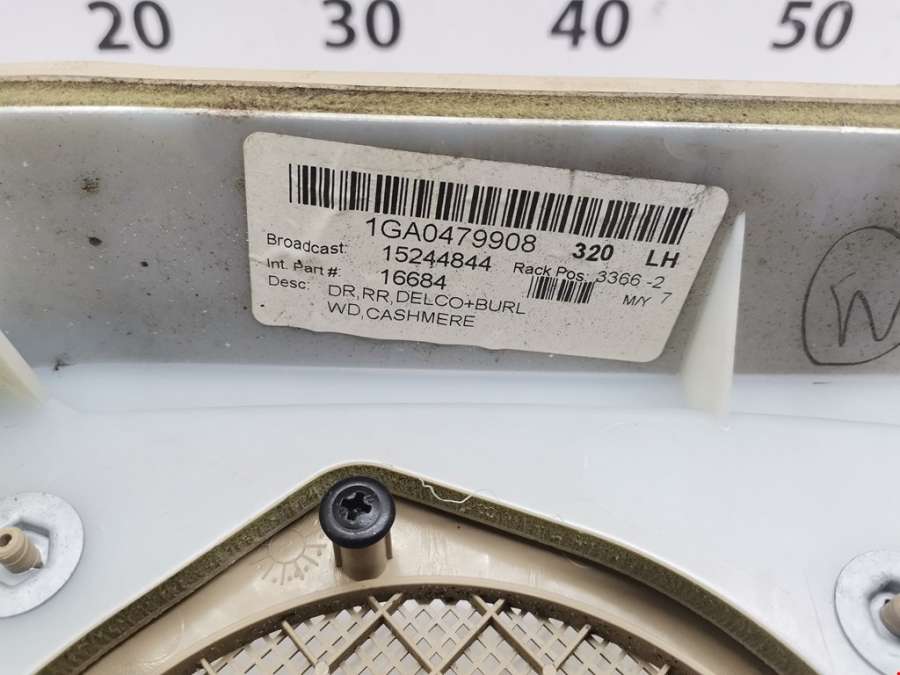 20 30 40 50
1GA0479908 320 LH
Broadcast: 15244844 Rack Pos. 3366 -2
Int. Part #: 16684 M/Y 7
Desc: DR,RR,DELCO+BURL
WD,CASHMERE
W